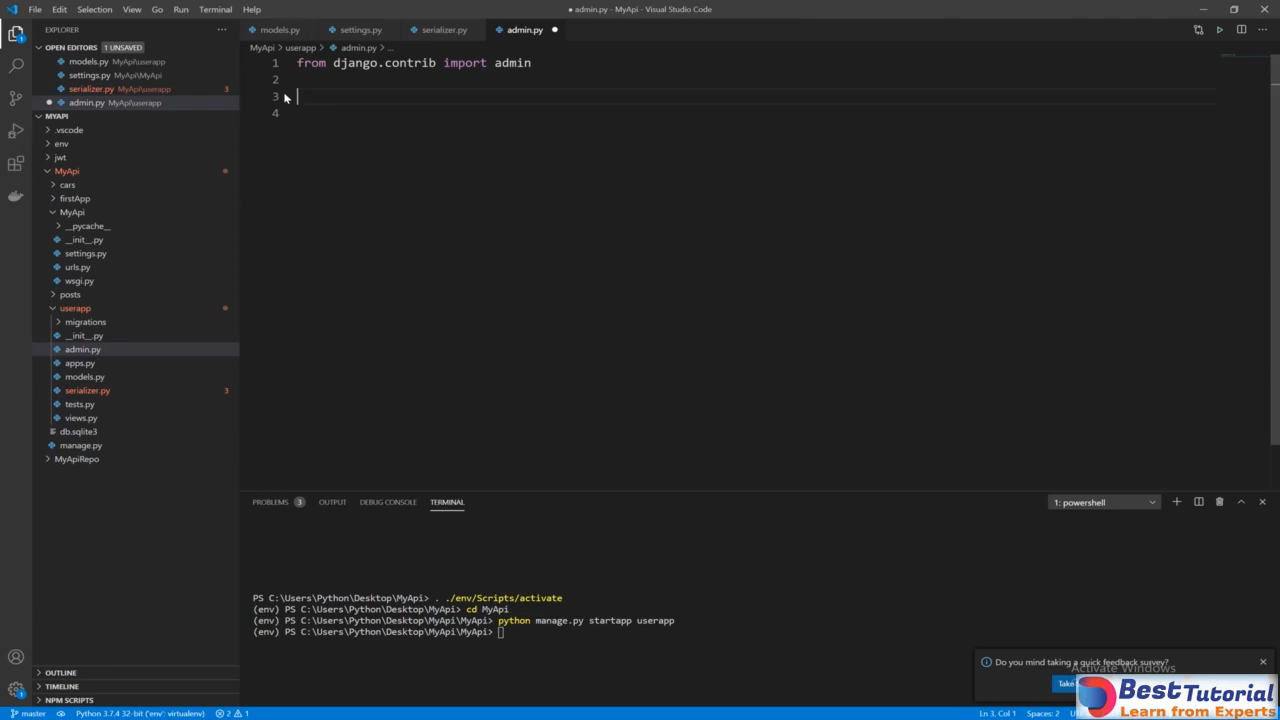 File Edit Selection View Go Run Terminal Help
● admin.py - MyApi - Visual Studio Code
EXPLORER
OPEN EDITORS 1 UNSAVED
models.py MyApi\userapp
settings.py MyApi\MyApi
serializer.py MyApi\userapp 3
admin.py MyApi\userapp
MYAPI
.vscode
env
jwt
MyApi
cars
firstApp
MyApi
__pycache__
__init__.py
settings.py
urls.py
wsgi.py
posts
userapp
migrations
__init__.py
admin.py
apps.py
models.py
serializer.py 3
tests.py
views.py
db.sqlite3
manage.py
MyApiRepo
OUTLINE
TIMELINE
NPM SCRIPTS
models.py settings.py serializer.py admin.py
MyApi > userapp > admin.py > ...
1 from django.contrib import admin
2
3
4
PROBLEMS 3 OUTPUT DEBUG CONSOLE TERMINAL
1: powershell
PS C:\Users\Python\Desktop\MyApi> . ./env/Scripts/activate
(env) PS C:\Users\Python\Desktop\MyApi> cd MyApi
(env) PS C:\Users\Python\Desktop\MyApi\MyApi> python manage.py startapp userapp
(env) PS C:\Users\Python\Desktop\MyApi\MyApi>
Do you mind taking a quick feedback survey?
Activate Windows
Take
BestTutorial
Learn from Experts
master Python 3.7.4 32-bit ('env': virtualenv) 2 1
Ln 3, Col 1 Spaces: 2